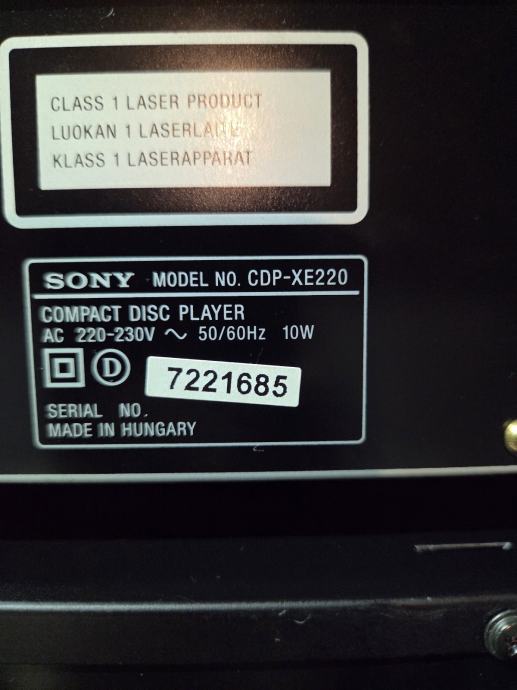 CLASS 1 LASER PRODUCT
LUOKAN 1 LASERLAITE
KLASS 1 LASERAPPARAT
SONY MODEL NO. CDP-XE220
COMPACT DISC PLAYER
AC 220-230V ～ 50/60Hz 10W
D 7221685
SERIAL NO.
MADE IN HUNGARY